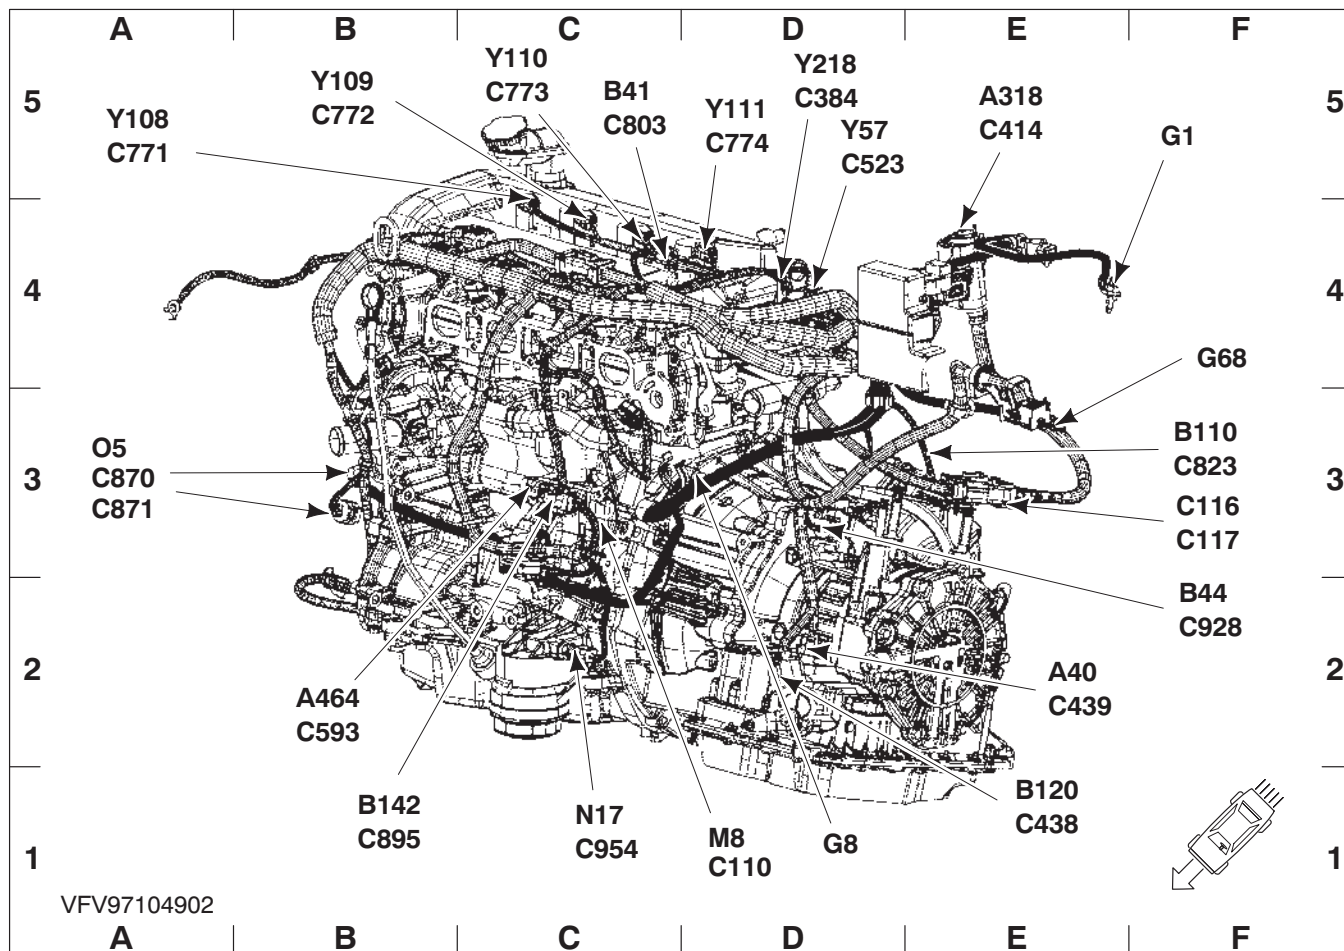 A B C D E F
5
5
Y108
C771
Y109
C772
Y110
C773
B41
C803
Y111
C774
Y218
C384
Y57
C523
A318
C414
G1
4
4
G68
O5
C870
C871
3
3
B110
C823
C116
C117
B44
C928
2
2
A464
C593
A40
C439
B142
C895
N17
C954
M8
C110
G8
B120
C438
1
1
VFV97104902
A B C D E F